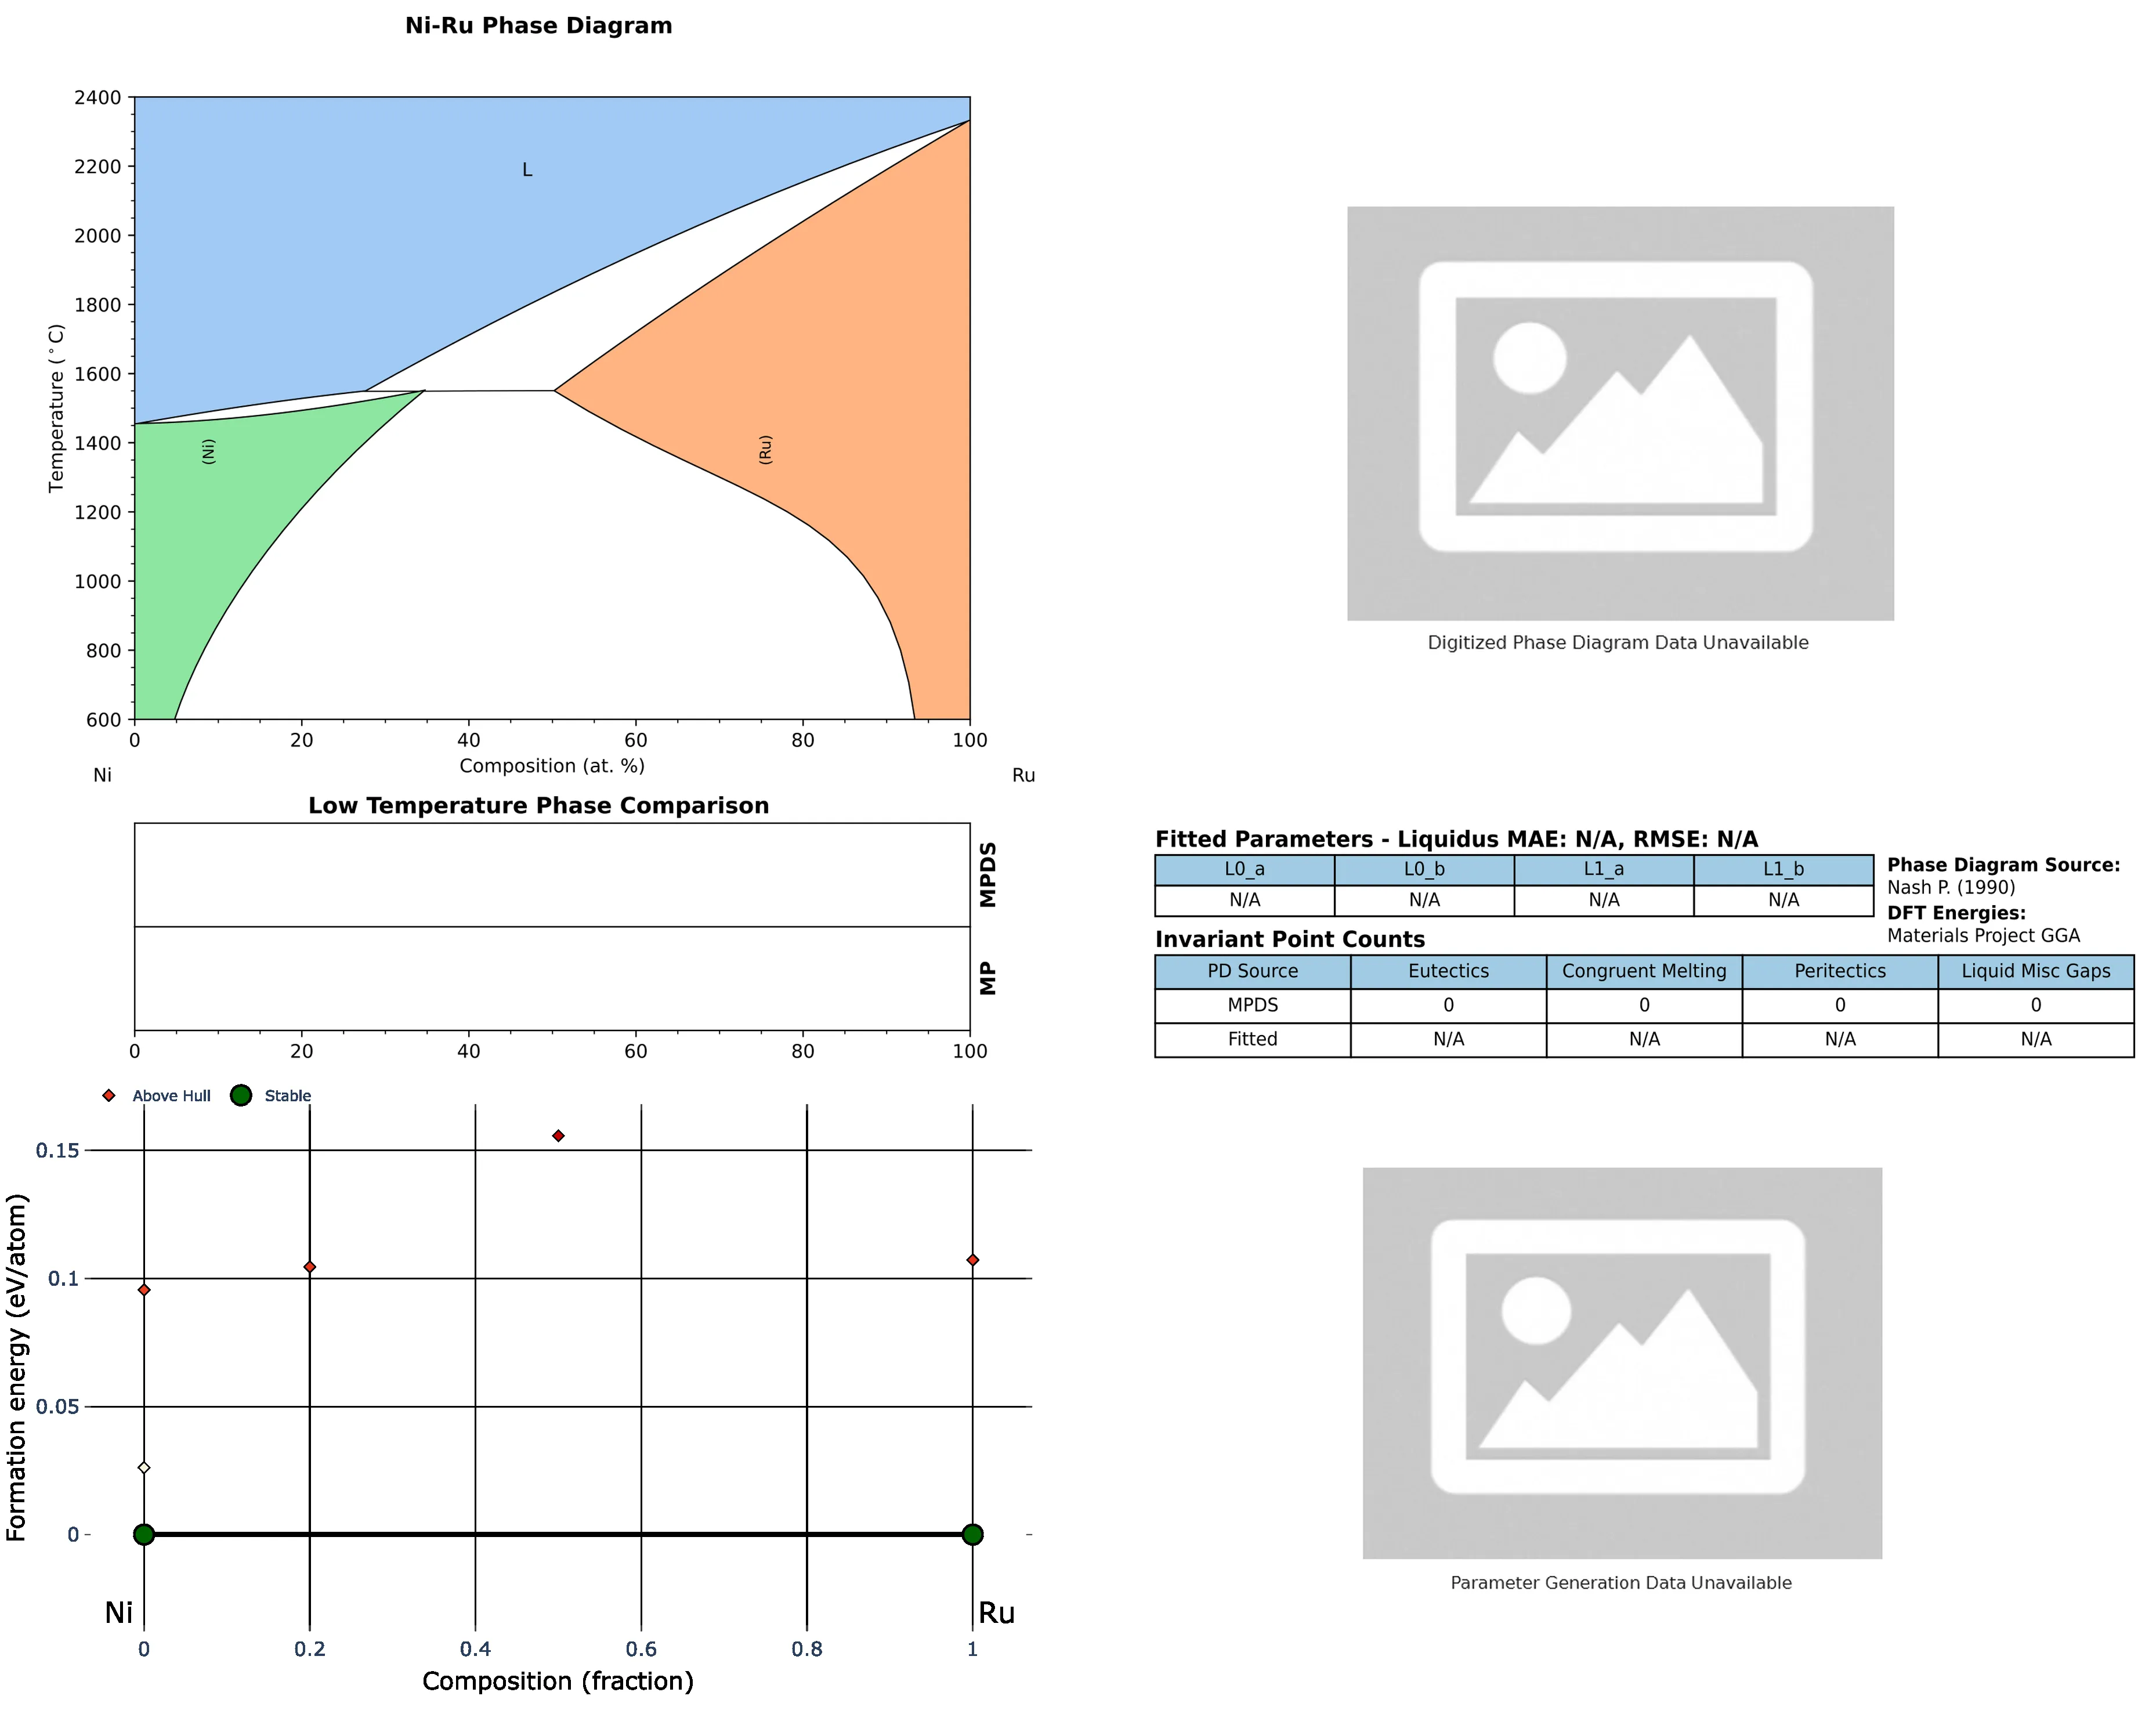 Ni-Ru Phase Diagram
2400
2200
2000
1800
1600
1400
1200
1000
800
600
Temperature (°C)
L
(Ni)
(Ru)
0 20 40 60 80 100
Composition (at. %)
Ni Ru
Digitized Phase Diagram Data Unavailable
Low Temperature Phase Comparison
MPDS
MP
0 20 40 60 80 100
Fitted Parameters - Liquidus MAE: N/A, RMSE: N/A
L0_a L0_b L1_a L1_b
N/A N/A N/A N/A
Phase Diagram Source:
Nash P. (1990)
DFT Energies:
Materials Project GGA
Invariant Point Counts
PD Source Eutectics Congruent Melting Peritectics Liquid Misc Gaps
MPDS 0 0 0 0
Fitted N/A N/A N/A N/A
Above Hull Stable
0.15
0.1
0.05
0
Formation energy (eV/atom)
Ni Ru
0 0.2 0.4 0.6 0.8 1
Composition (fraction)
Parameter Generation Data Unavailable